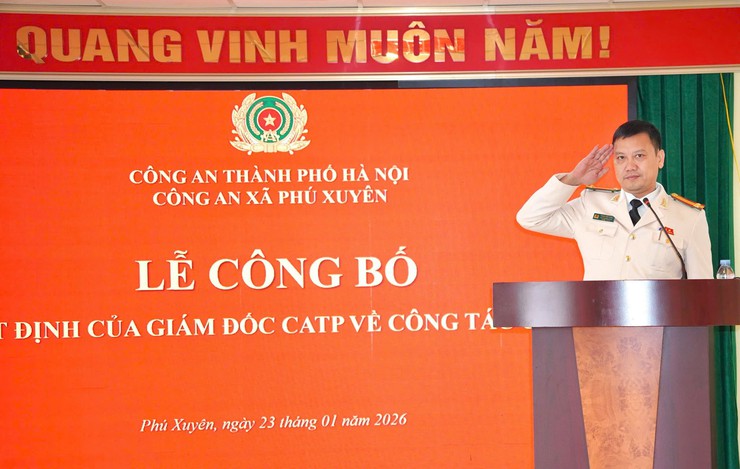 QUANG VINH MUÔN NĂM!
CÔNG AN THÀNH PHỐ HÀ NỘI
CÔNG AN XÃ PHÚ XUYÊN
LỄ CÔNG BỐ
ĐỊNH CỦA GIÁM ĐỐC CATP VỀ CÔNG TÁC
Phú Xuyên, ngày 23 tháng 01 năm 2026